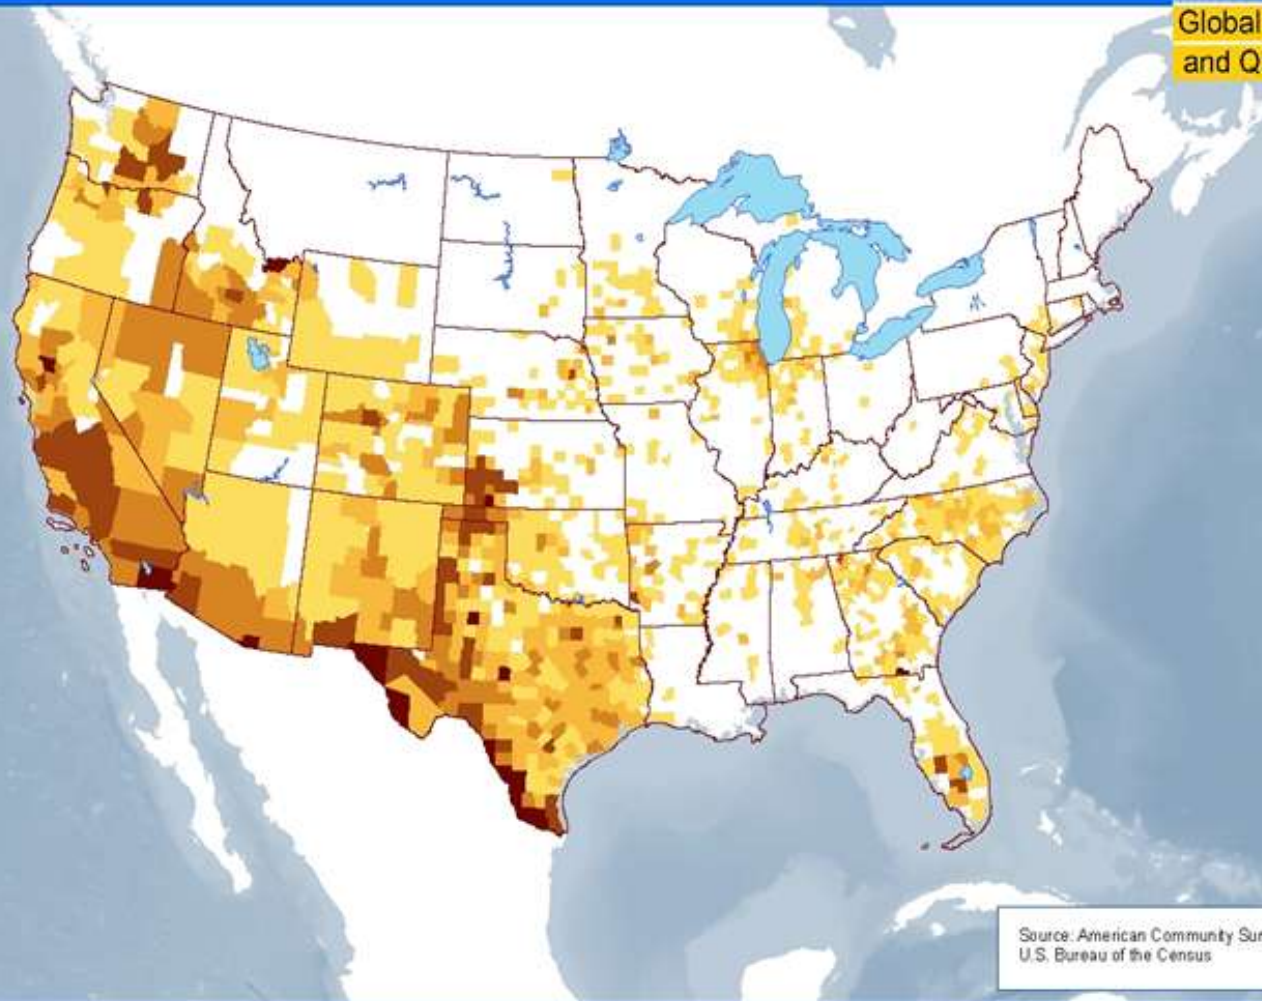 Global
and Q
Source: American Community Sur
U.S. Bureau of the Census